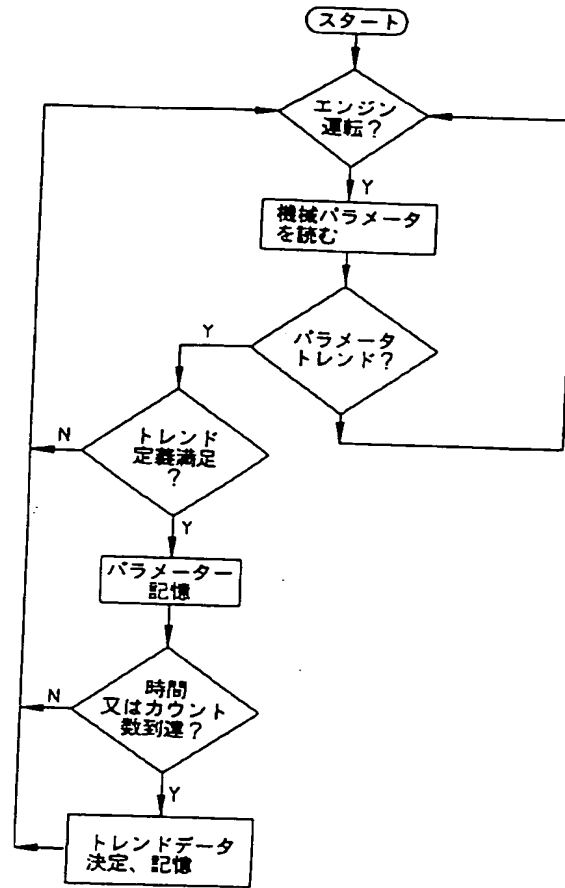 スタート
エンジン
運転?
Y
機械パラメータ
を読む
パラメータ
トレンド?
Y
トレンド
定義満足
?
N
Y
パラメーター
記憶
時間
又はカウント
数到達?
N
Y
トレンドデータ
決定、記憶